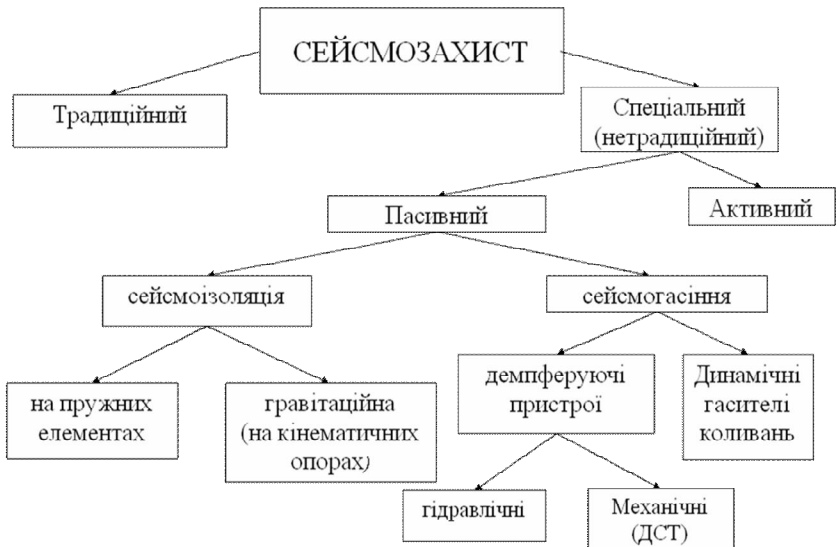 СЕЙСМОЗАХИСТ
Традиційний
Спеціальний
(нетрадиційний)
Пасивний
Активний
сейсмоізоляція
сейсмогасіння
на пружних
елементах
гравітаційна
(на кінематичних
опорах)
демпферуючі
пристрої
Динамічні
гасителі
коливань
гідравлічні
Механічні
(ДСТ)